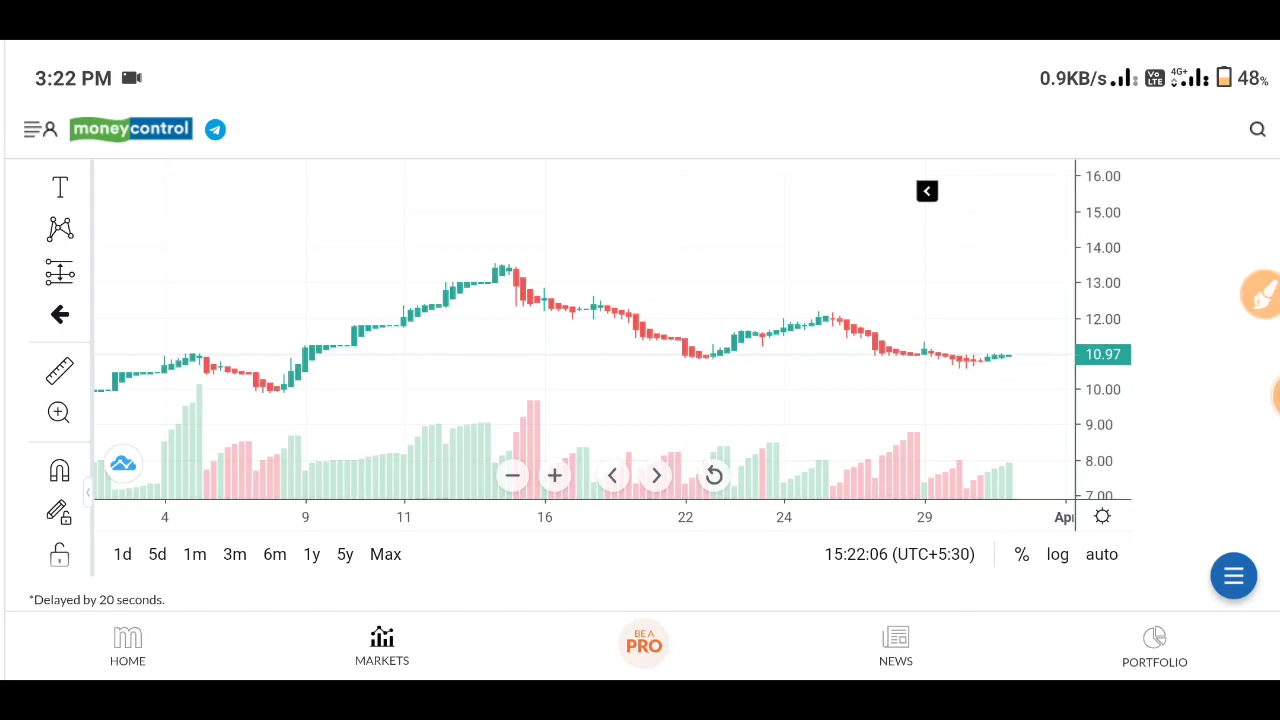 3:22 PM
0.9KB/s Vo LTE 4G+ 48%
moneycontrol
T
16.00
15.00
14.00
13.00
12.00
10.97
10.00
9.00
8.00
7.00
4 9 11 16 22 24 29 Apr
1d 5d 1m 3m 6m 1y 5y Max 15:22:06 (UTC+5:30) % log auto
*Delayed by 20 seconds.
BE A
PRO
HOME MARKETS NEWS PORTFOLIO